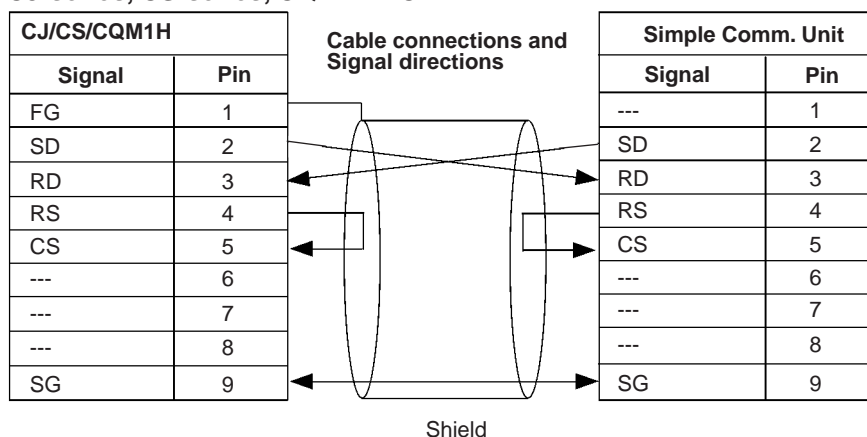 CJ/CS/CQM1H
Signal Pin
FG 1
SD 2
RD 3
RS 4
CS 5
--- 6
--- 7
--- 8
SG 9
Cable connections and
Signal directions
Simple Comm. Unit
Signal Pin
--- 1
SD 2
RD 3
RS 4
CS 5
--- 6
--- 7
--- 8
SG 9
Shield